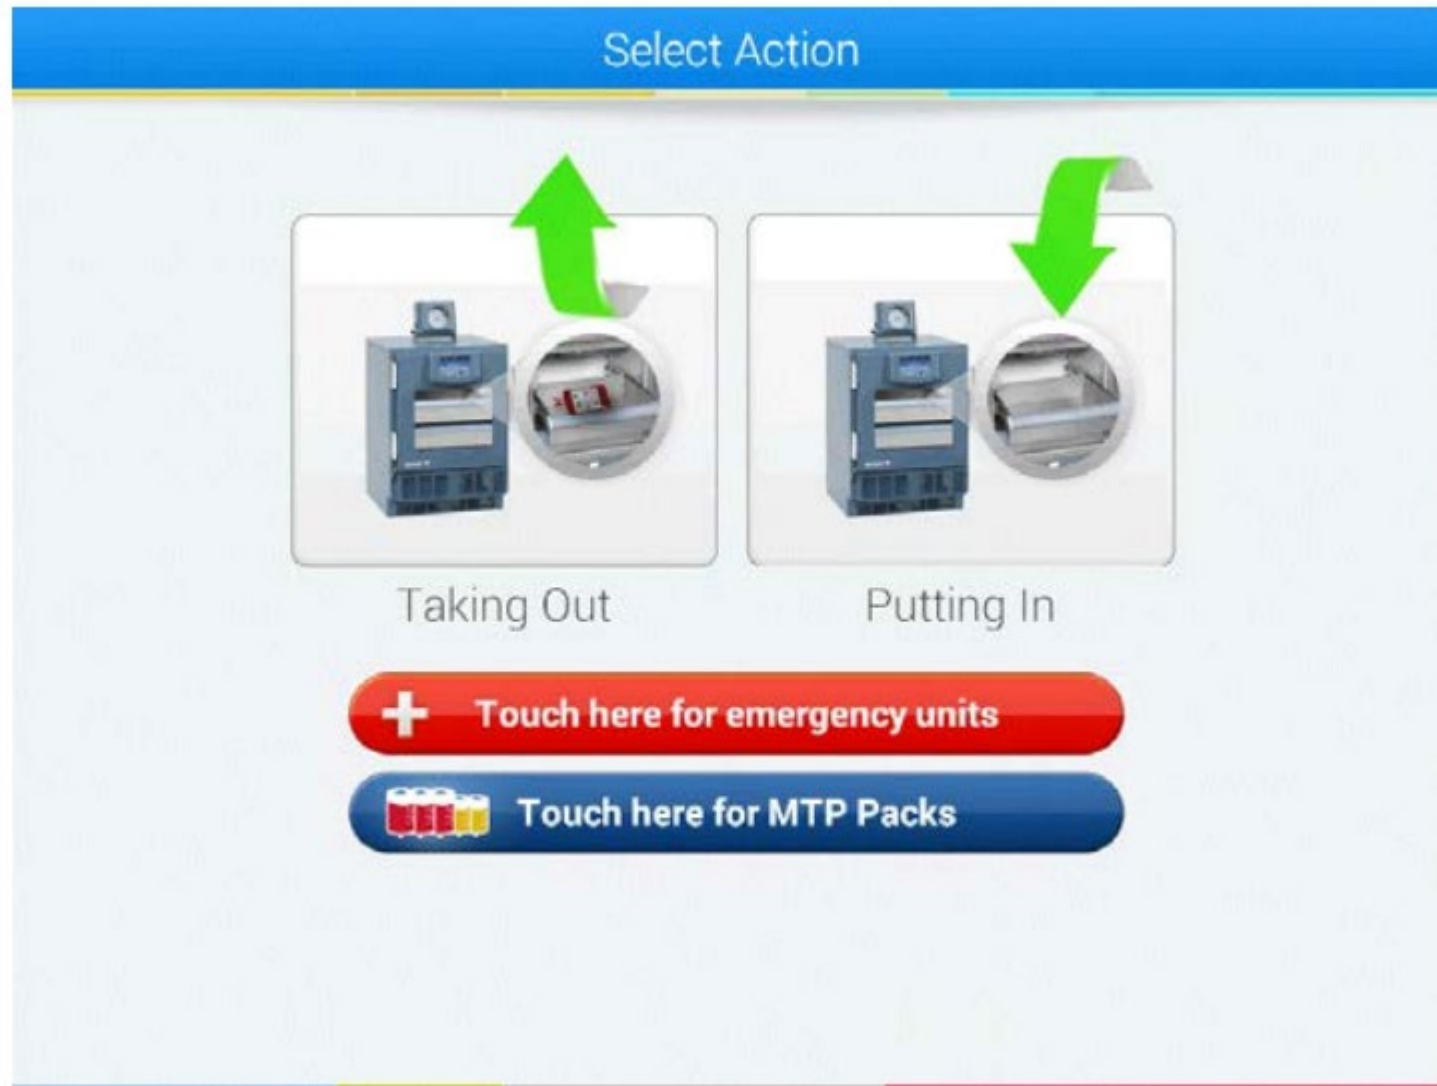 Select Action
Taking Out
Putting In
Touch here for emergency units
Touch here for MTP Packs